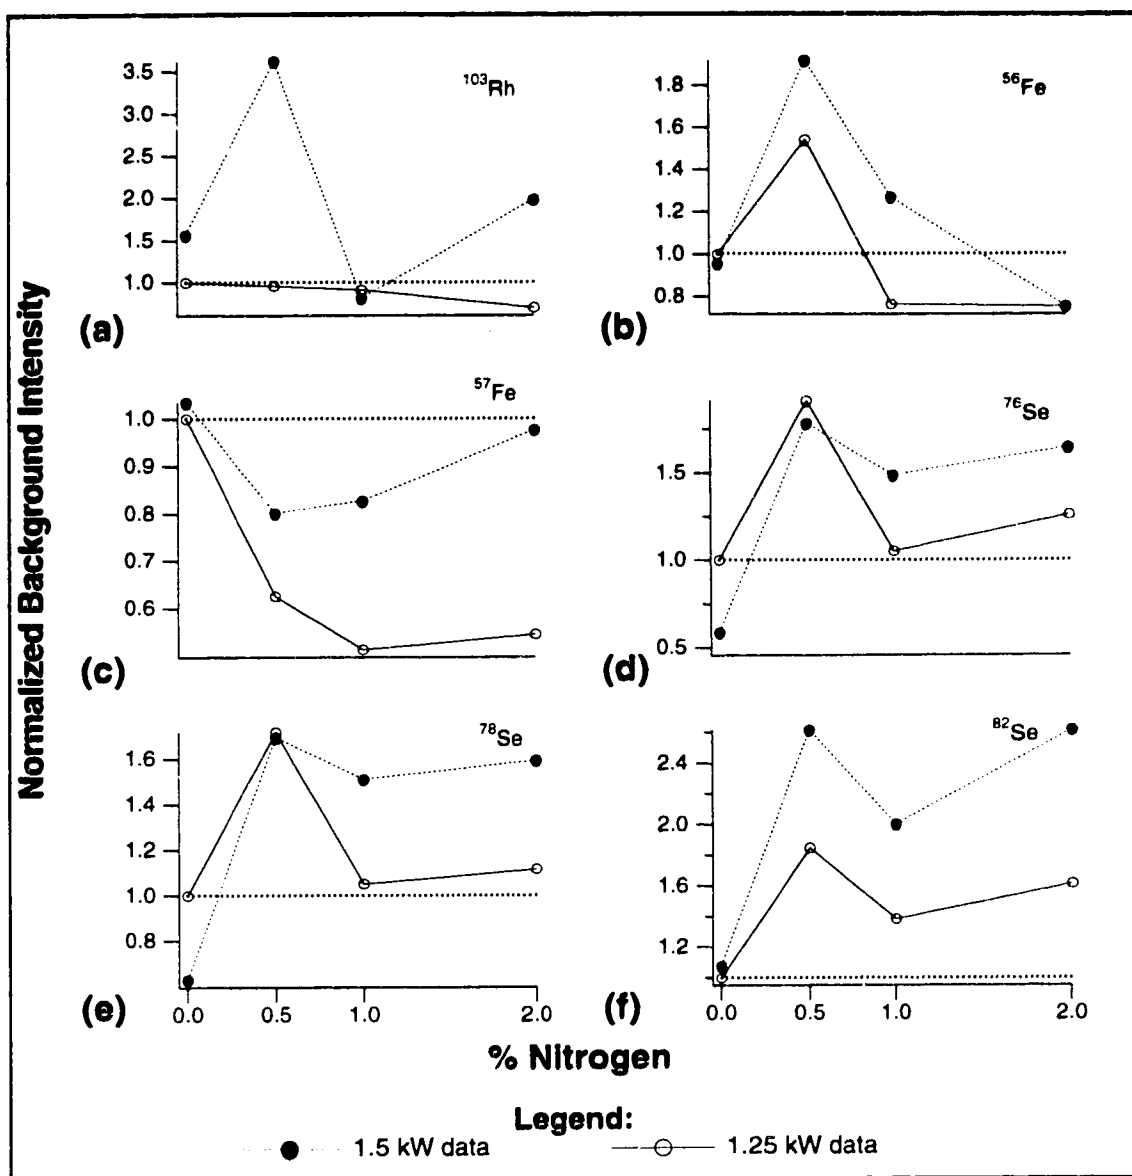 Normalized Background Intensity
(a)
103Rh
3.5
3.0
2.5
2.0
1.5
1.0
(b)
56Fe
1.8
1.6
1.4
1.2
1.0
0.8
(c)
57Fe
1.0
0.9
0.8
0.7
0.6
(d)
76Se
1.5
1.0
0.5
(e)
78Se
1.6
1.4
1.2
1.0
0.8
0.0 0.5 1.0 2.0
(f)
82Se
2.4
2.0
1.6
1.2
0.0 0.5 1.0 2.0
% Nitrogen
Legend:
1.5 kW data 1.25 kW data